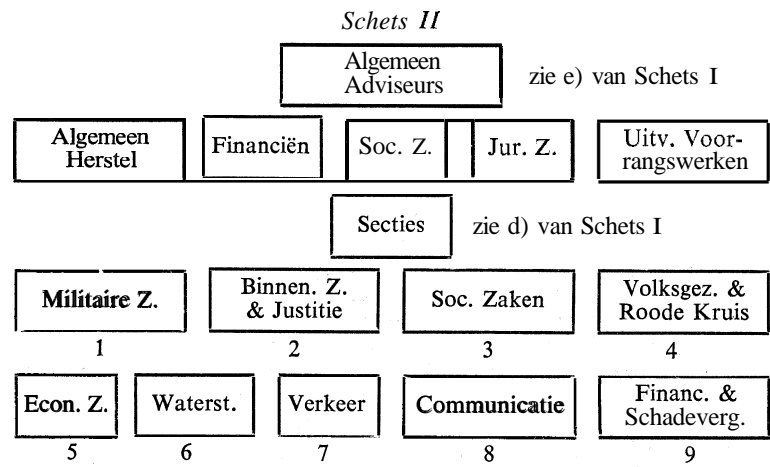 Schets II
Algemeen
Adviseurs
zie e) van Schets I
Algemeen
Herstel
Financiën
Soc. Z.
Jur. Z.
Uitv. Voor-
rangswerken
Secties
zie d) van Schets I
Militaire Z.
1
Binnen. Z.
& Justitie
2
Soc. Zaken
3
Volksgez. &
Roode Kruis
4
Econ. Z.
5
Waterst.
6
Verkeer
7
Communicatie
8
Financ. &
Schadeverg.
9